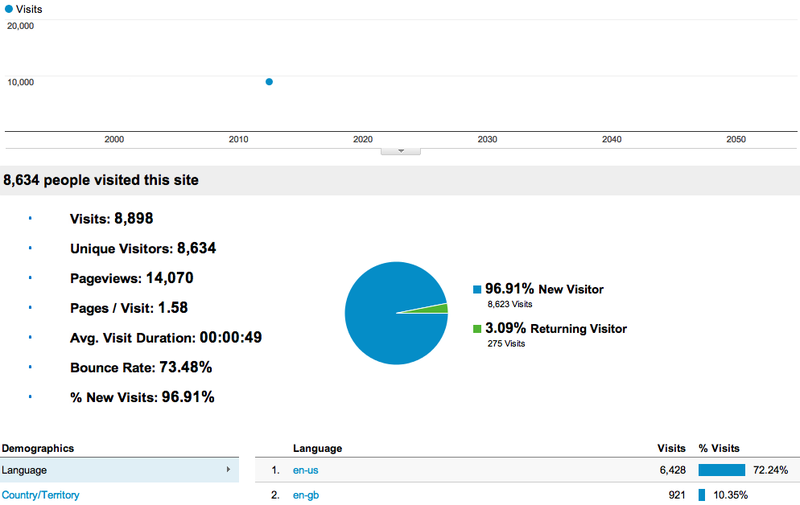 Visits
20,000
10,000
2000 2010 2020 2030 2040 2050
8,634 people visited this site
Visits: 8,898
Unique Visitors: 8,634
Pageviews: 14,070
Pages / Visit: 1.58
Avg. Visit Duration: 00:00:49
Bounce Rate: 73.48%
% New Visits: 96.91%
96.91% New Visitor
8,623 Visits
3.09% Returning Visitor
275 Visits
Demographics
Language
Country/Territory
Language Visits % Visits
1. en-us 6,428 72.24%
2. en-gb 921 10.35%